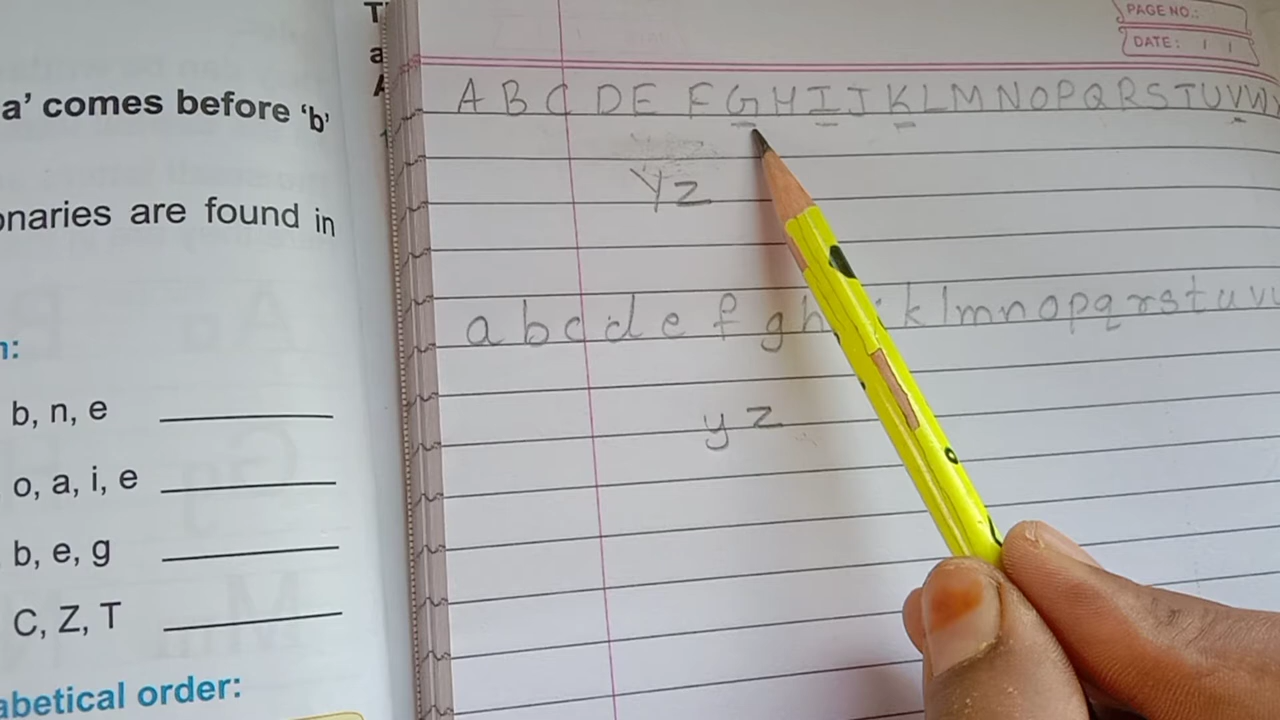 a' comes before 'b'
onaries are found in
n:
b, n, e
o, a, i, e
b, e, g
C, Z, T
abetical order:
T
a
A
PAGE NO.:
DATE: / /
A B C D E F G H I J K L M N O P Q R S T U V W
Y Z
a b c d e f g h k l m n o p q r s t u v
y z